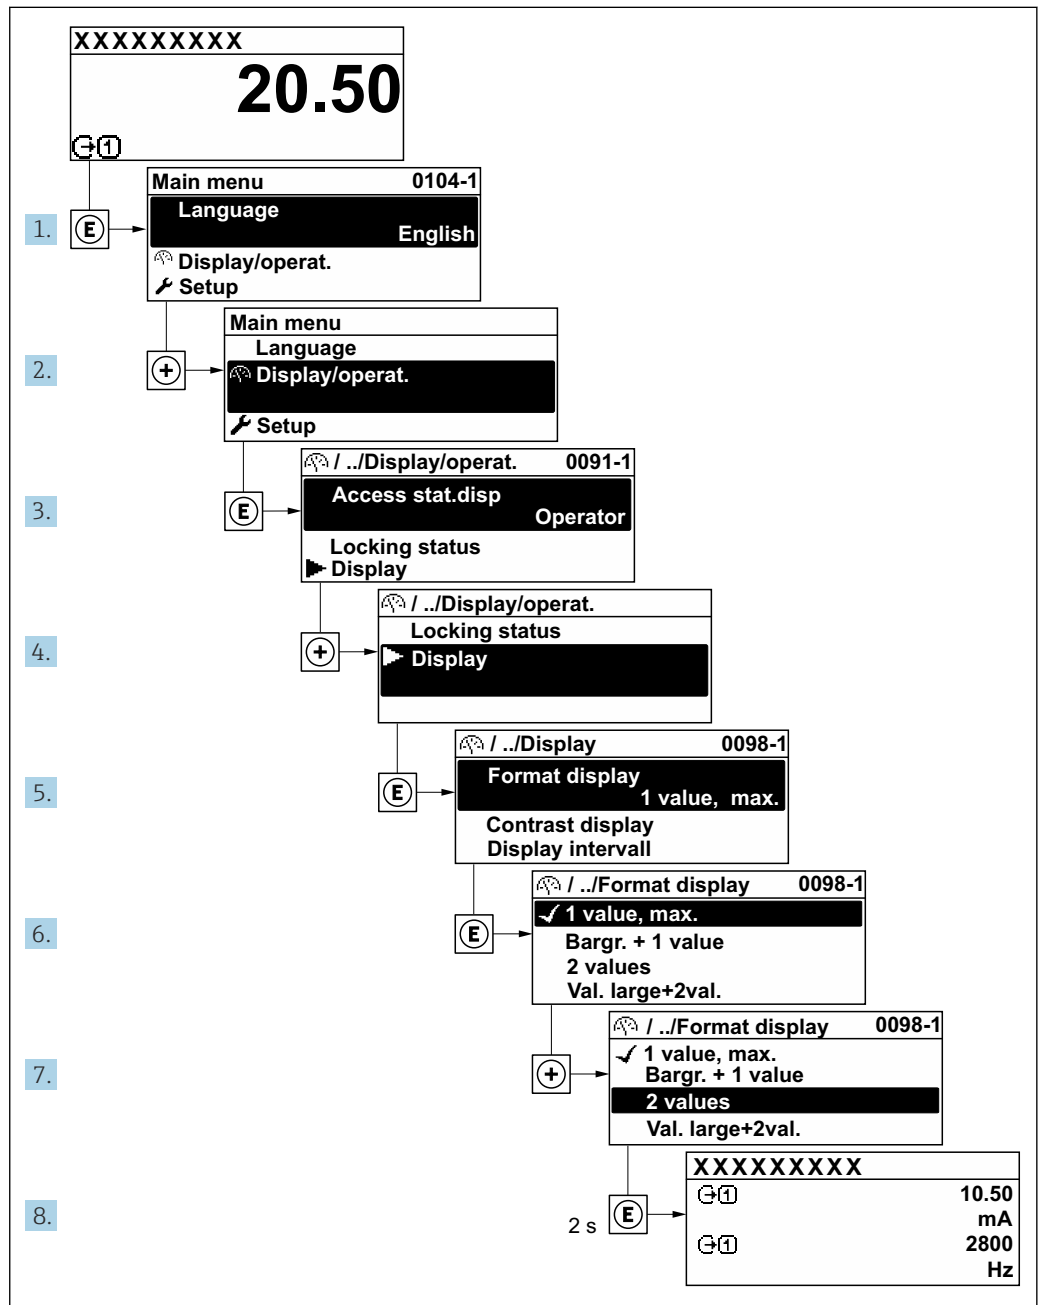 XXXXXXXXX
20.50
1
Main menu 0104-1
1. E Language
English
Display/operat.
Setup
Main menu
Language
2. + Display/operat.
Setup
/ ../Display/operat. 0091-1
3. E Access stat.disp
Operator
Locking status
Display
/ ../Display/operat.
Locking status
4. + Display
/ ../Display 0098-1
5. E Format display
1 value, max.
Contrast display
Display intervall
/ ../Format display 0098-1
6. E 1 value, max.
Bargr. + 1 value
2 values
Val. large+2val.
/ ../Format display 0098-1
7. + 1 value, max.
Bargr. + 1 value
2 values
Val. large+2val.
XXXXXXXXX
8. 2 s E 1 10.50
mA
1 2800
Hz